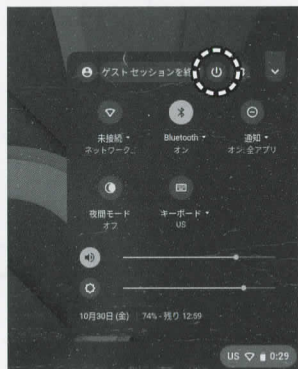 ゲスト セッションを終
未接続
ネットワーク...
Bluetooth
オン
通知
オン: 全アプリ
夜間モード
オフ
キーボード
US
10月30日 (金) 74% - 残り 12:59
US 0:29